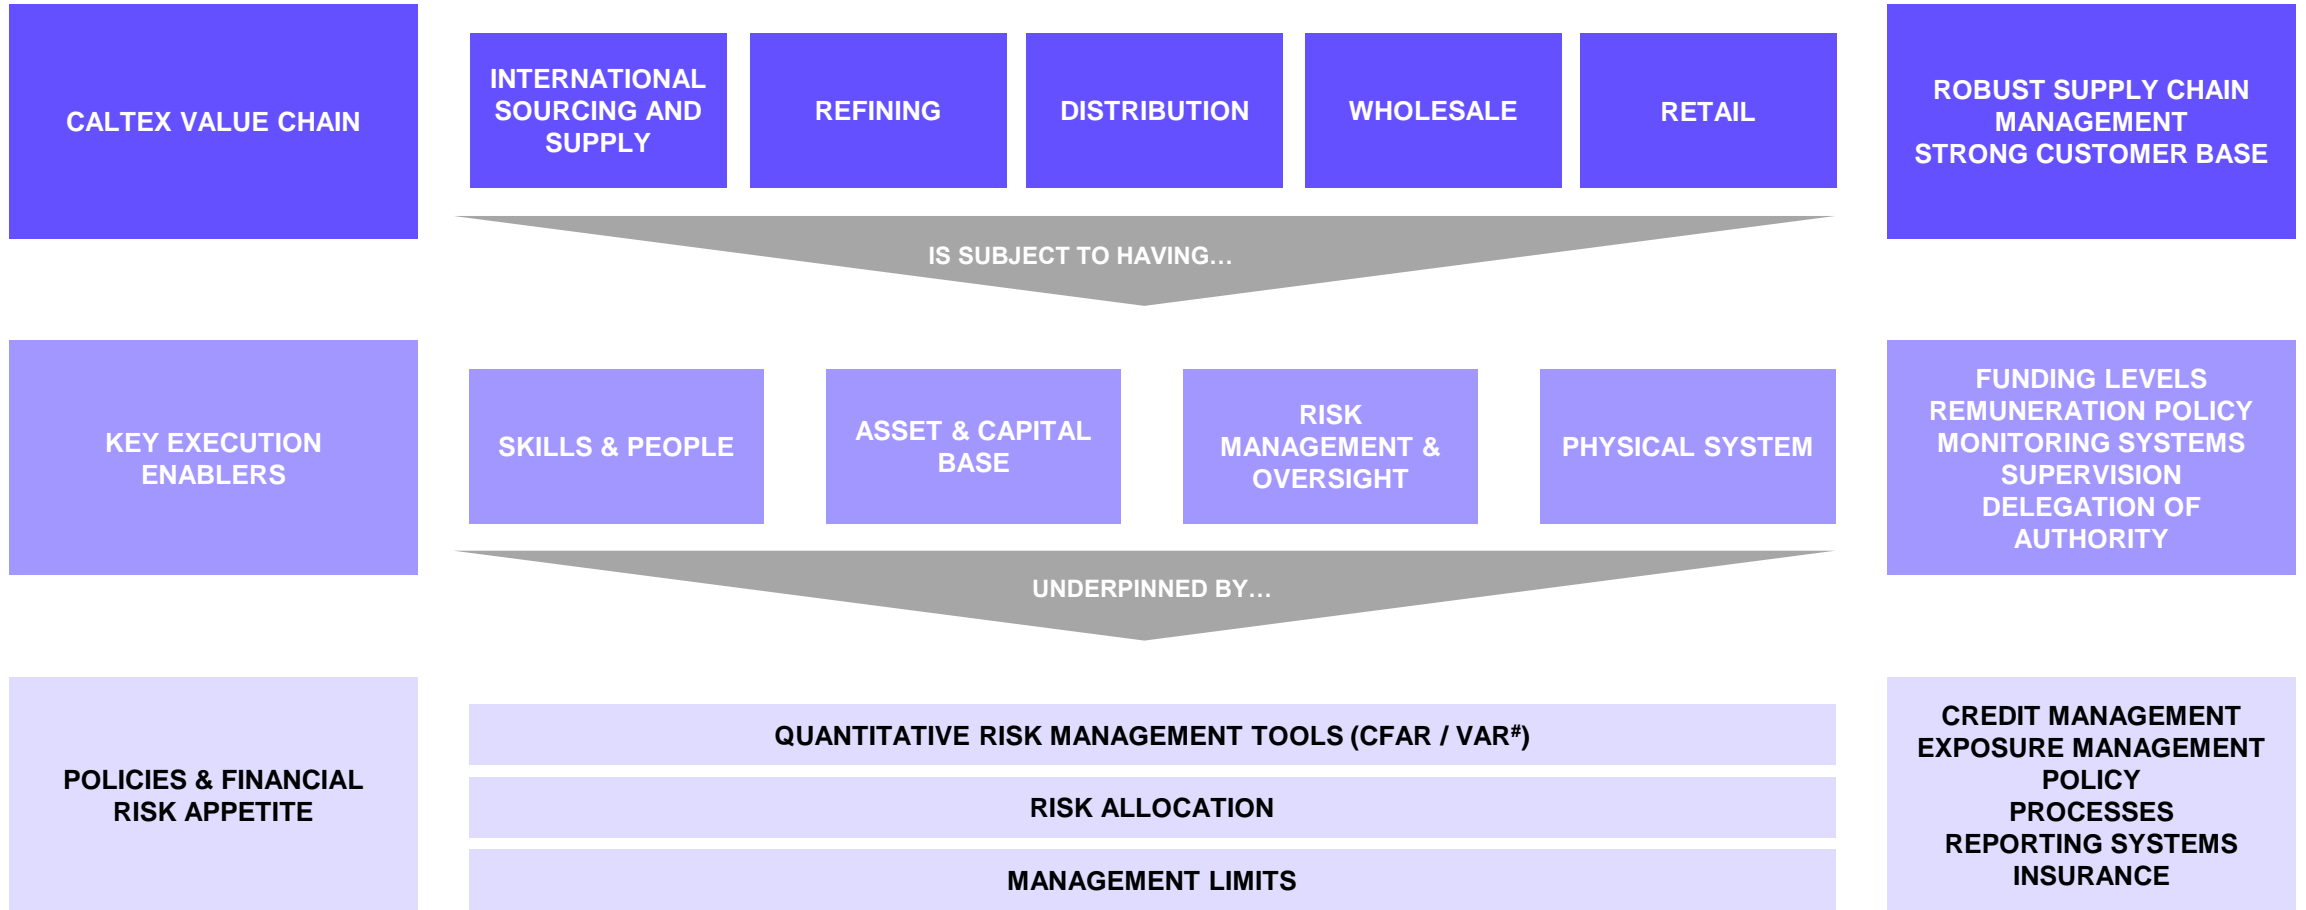 CALTEX VALUE CHAIN
INTERNATIONAL
SOURCING AND
SUPPLY
REFINING
DISTRIBUTION
WHOLESALE
RETAIL
ROBUST SUPPLY CHAIN
MANAGEMENT
STRONG CUSTOMER BASE
IS SUBJECT TO HAVING…
KEY EXECUTION
ENABLERS
SKILLS & PEOPLE
ASSET & CAPITAL
BASE
RISK
MANAGEMENT &
OVERSIGHT
PHYSICAL SYSTEM
FUNDING LEVELS
REMUNERATION POLICY
MONITORING SYSTEMS
SUPERVISION
DELEGATION OF
AUTHORITY
UNDERPINNED BY…
POLICIES & FINANCIAL
RISK APPETITE
QUANTITATIVE RISK MANAGEMENT TOOLS (CFAR / VAR#)
RISK ALLOCATION
MANAGEMENT LIMITS
CREDIT MANAGEMENT
EXPOSURE MANAGEMENT
POLICY
PROCESSES
REPORTING SYSTEMS
INSURANCE